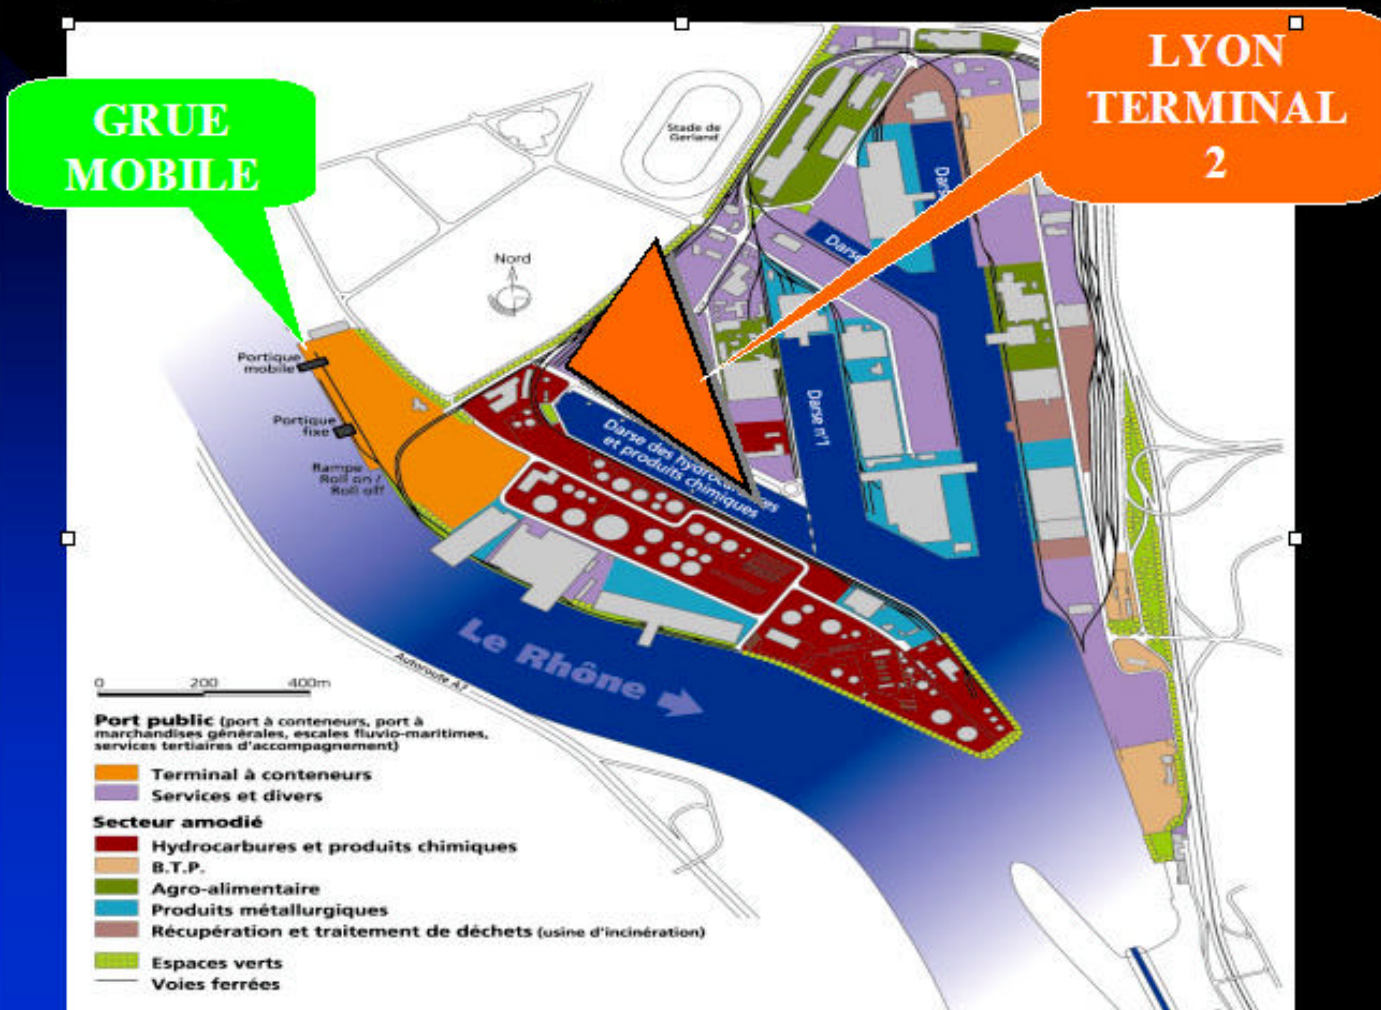 GRUE
MOBILE
LYON
TERMINAL
2
Stade de
Gerland
Nord
Portique
mobile
Portique
fixe
Rampe
Roll on /
Roll off
Darse
Darse
Darse n°1
Darse des hydrocarbures
et produits chimiques
Le Rhône
Autoroute A7
0 200 400m
Port public (port à conteneurs, port à
marchandises générales, escales fluvio-maritimes,
services tertiaires d'accompagnement)
Terminal à conteneurs
Services et divers
Secteur amodié
Hydrocarbures et produits chimiques
B.T.P.
Agro-alimentaire
Produits métallurgiques
Récupération et traitement de déchets (usine d'incinération)
Espaces verts
Voies ferrées